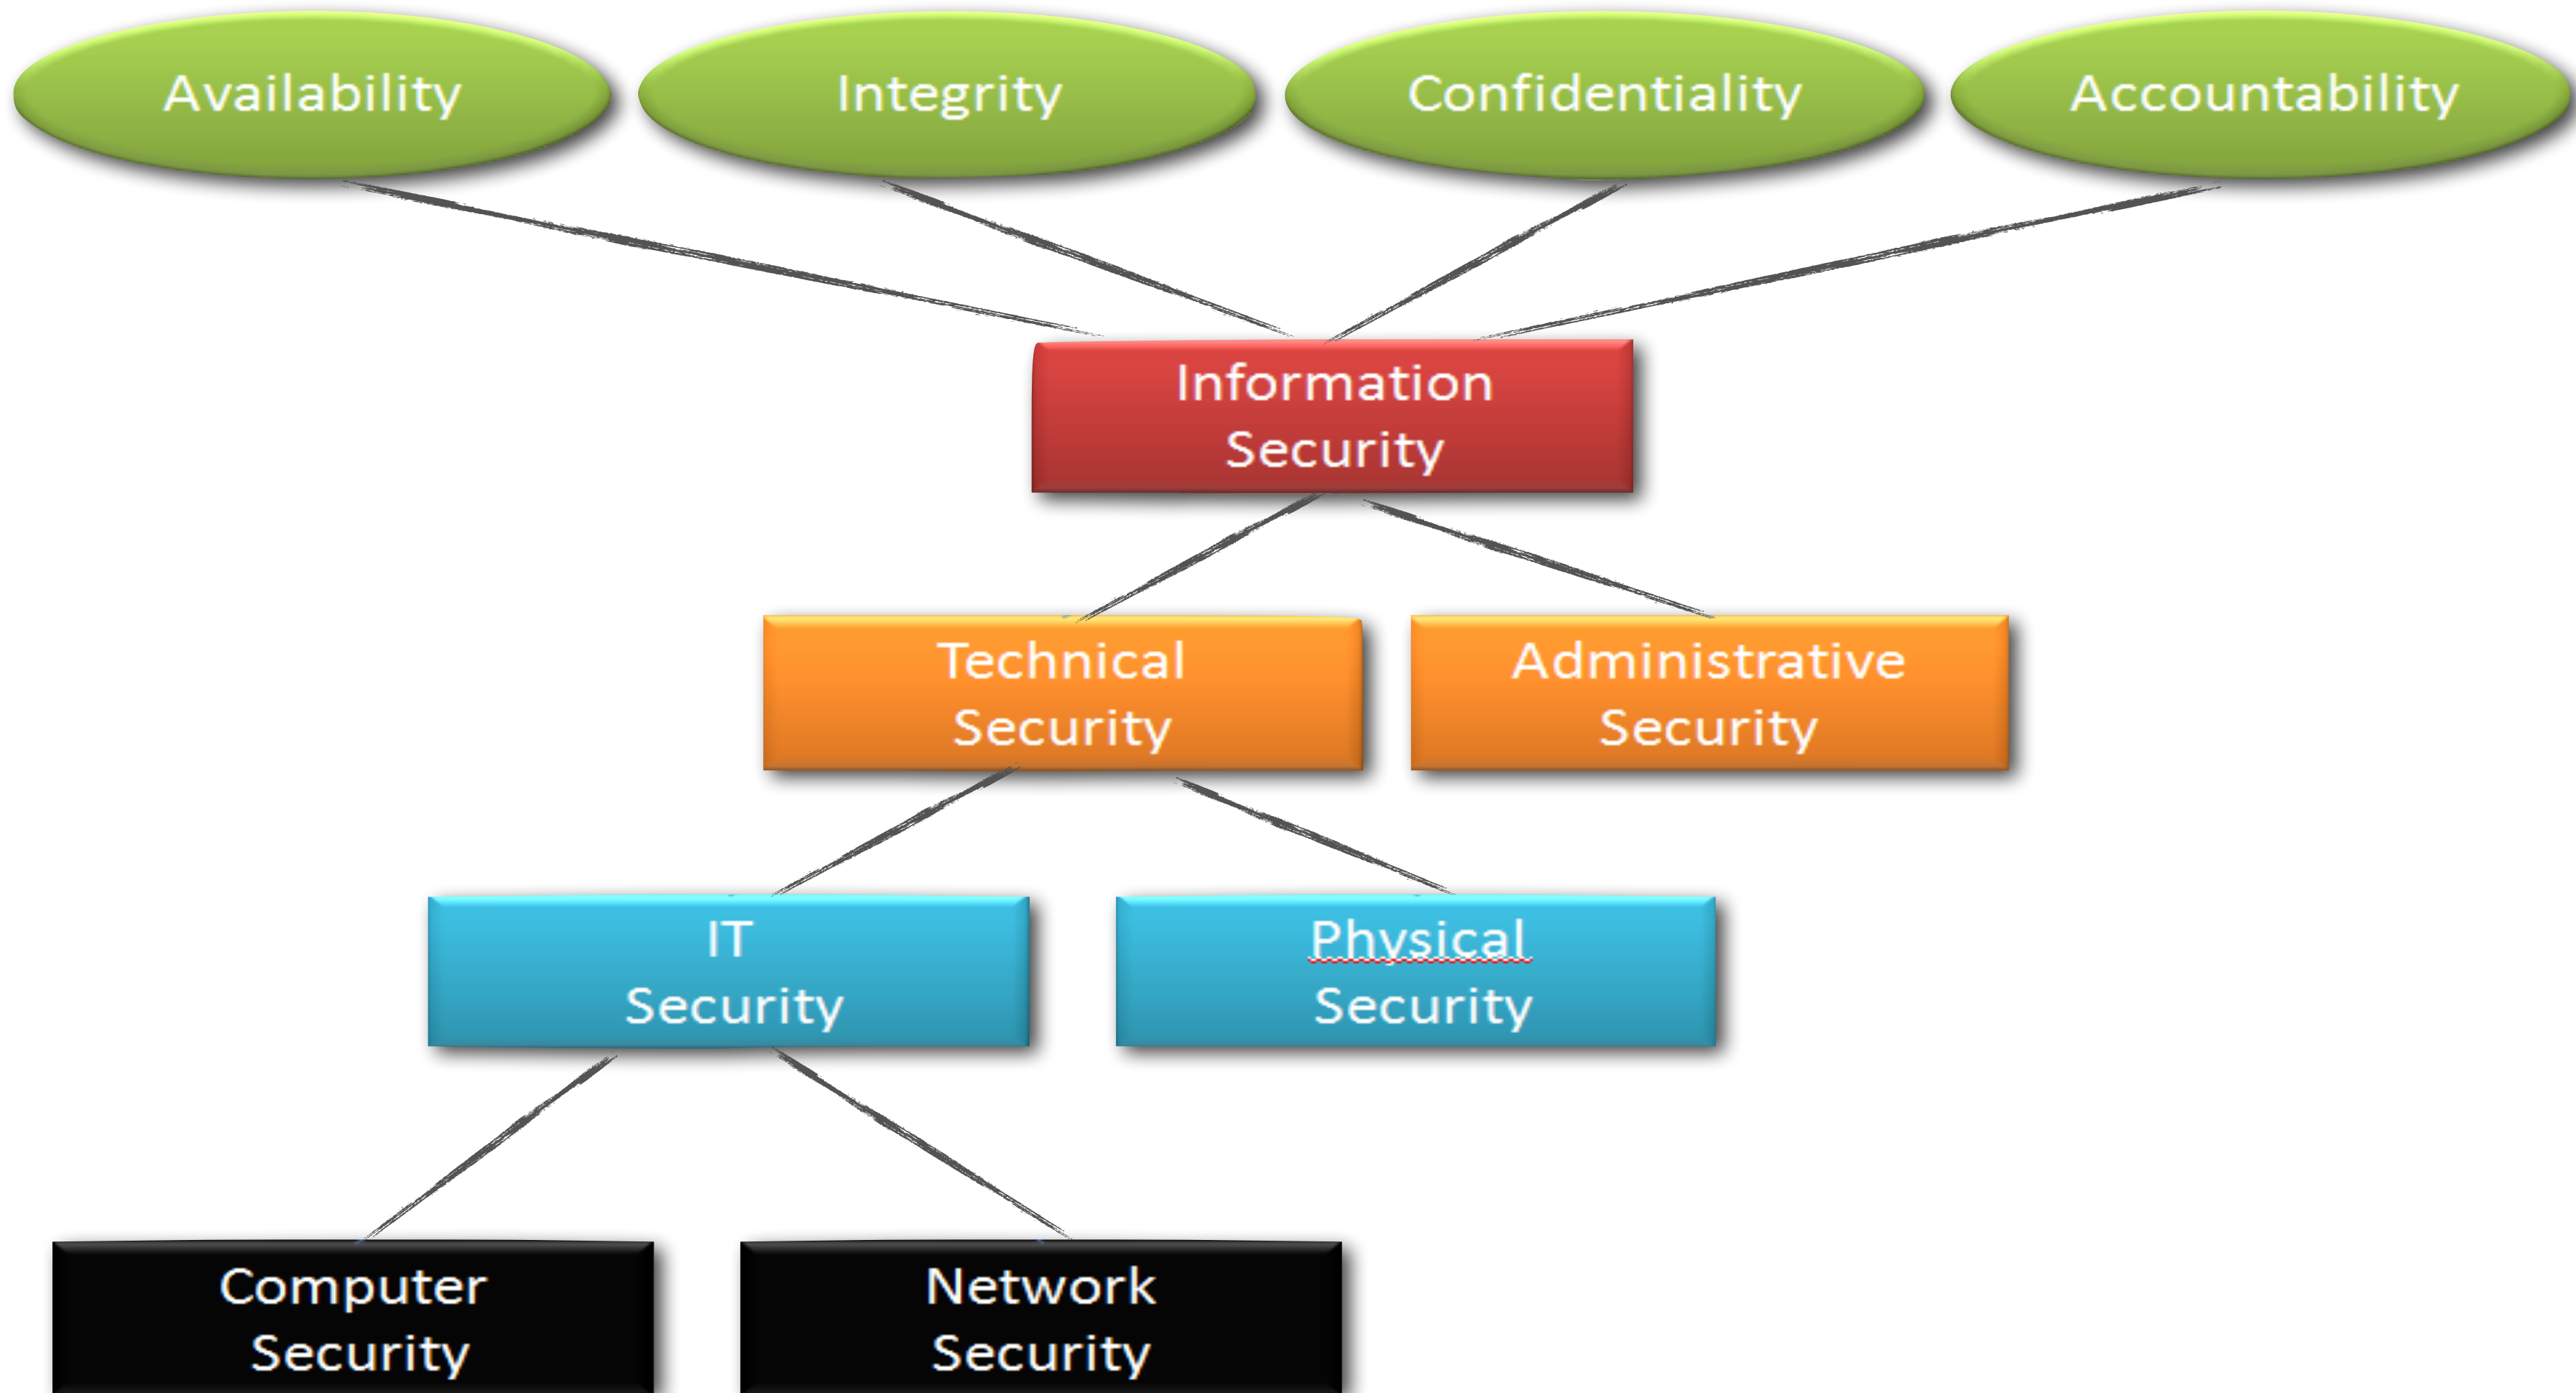 Availability
Integrity
Confidentiality
Accountability
Information
Security
Technical
Security
Administrative
Security
IT
Security
Physical
Security
Computer
Security
Network
Security